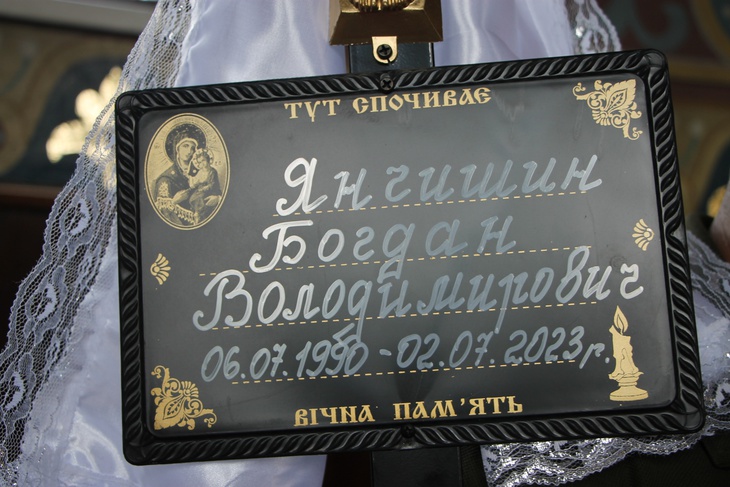 ТУТ СПОЧИВАЄ
Янчишин
Богдан
Володимирович
06.07.1990 - 02.07.2023 р.
ВІЧНА ПАМ'ЯТЬ